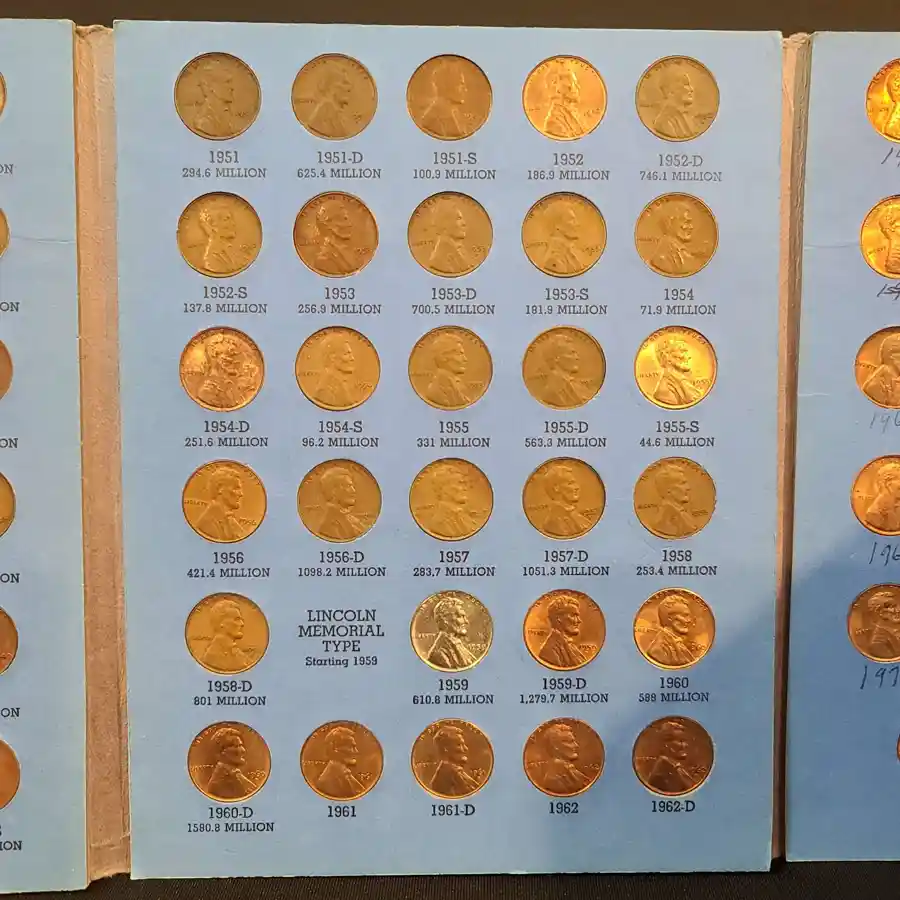 1951 1951-D 1951-S 1952 1952-D
294.6 MILLION 625.4 MILLION 100.9 MILLION 186.9 MILLION 746.1 MILLION
1952-S 1953 1953-D 1953-S 1954
137.8 MILLION 256.9 MILLION 700.5 MILLION 181.9 MILLION 71.9 MILLION
1954-D 1954-S 1955 1955-D 1955-S
251.6 MILLION 96.2 MILLION 331 MILLION 563.3 MILLION 44.6 MILLION
1956 1956-D 1957 1957-D 1958
421.4 MILLION 1098.2 MILLION 283.7 MILLION 1051.3 MILLION 253.4 MILLION
LINCOLN
MEMORIAL
TYPE
Starting 1959
1958-D 1959 1959-D 1960
801 MILLION 610.8 MILLION 1,279.7 MILLION 588 MILLION
1960-D 1961 1961-D 1962 1962-D
1580.8 MILLION